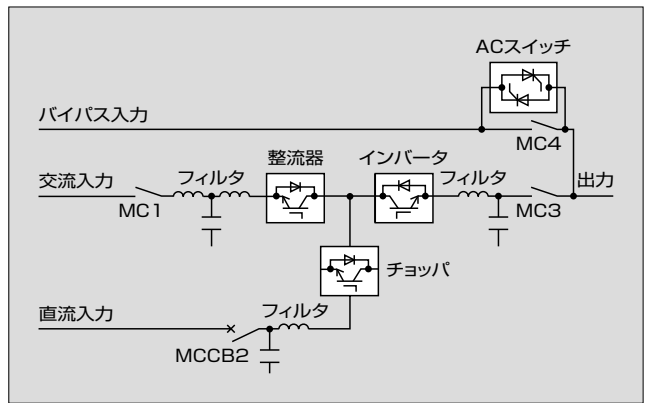 ACスイッチ
バイパス入力
MC4
整流器
インバータ
交流入力
フィルタ
フィルタ
出力
MC1
MC3
チョッパ
直流入力
フィルタ
MCCB2